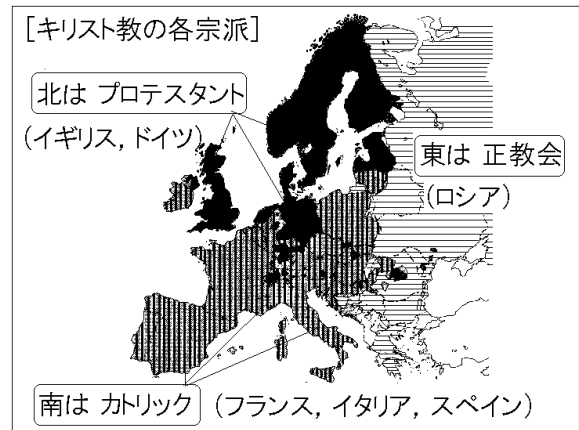 [キリスト教の各宗派]
北は プロテスタント
(イギリス, ドイツ)
東は 正教会
(ロシア)
南は カトリック (フランス, イタリア, スペイン)